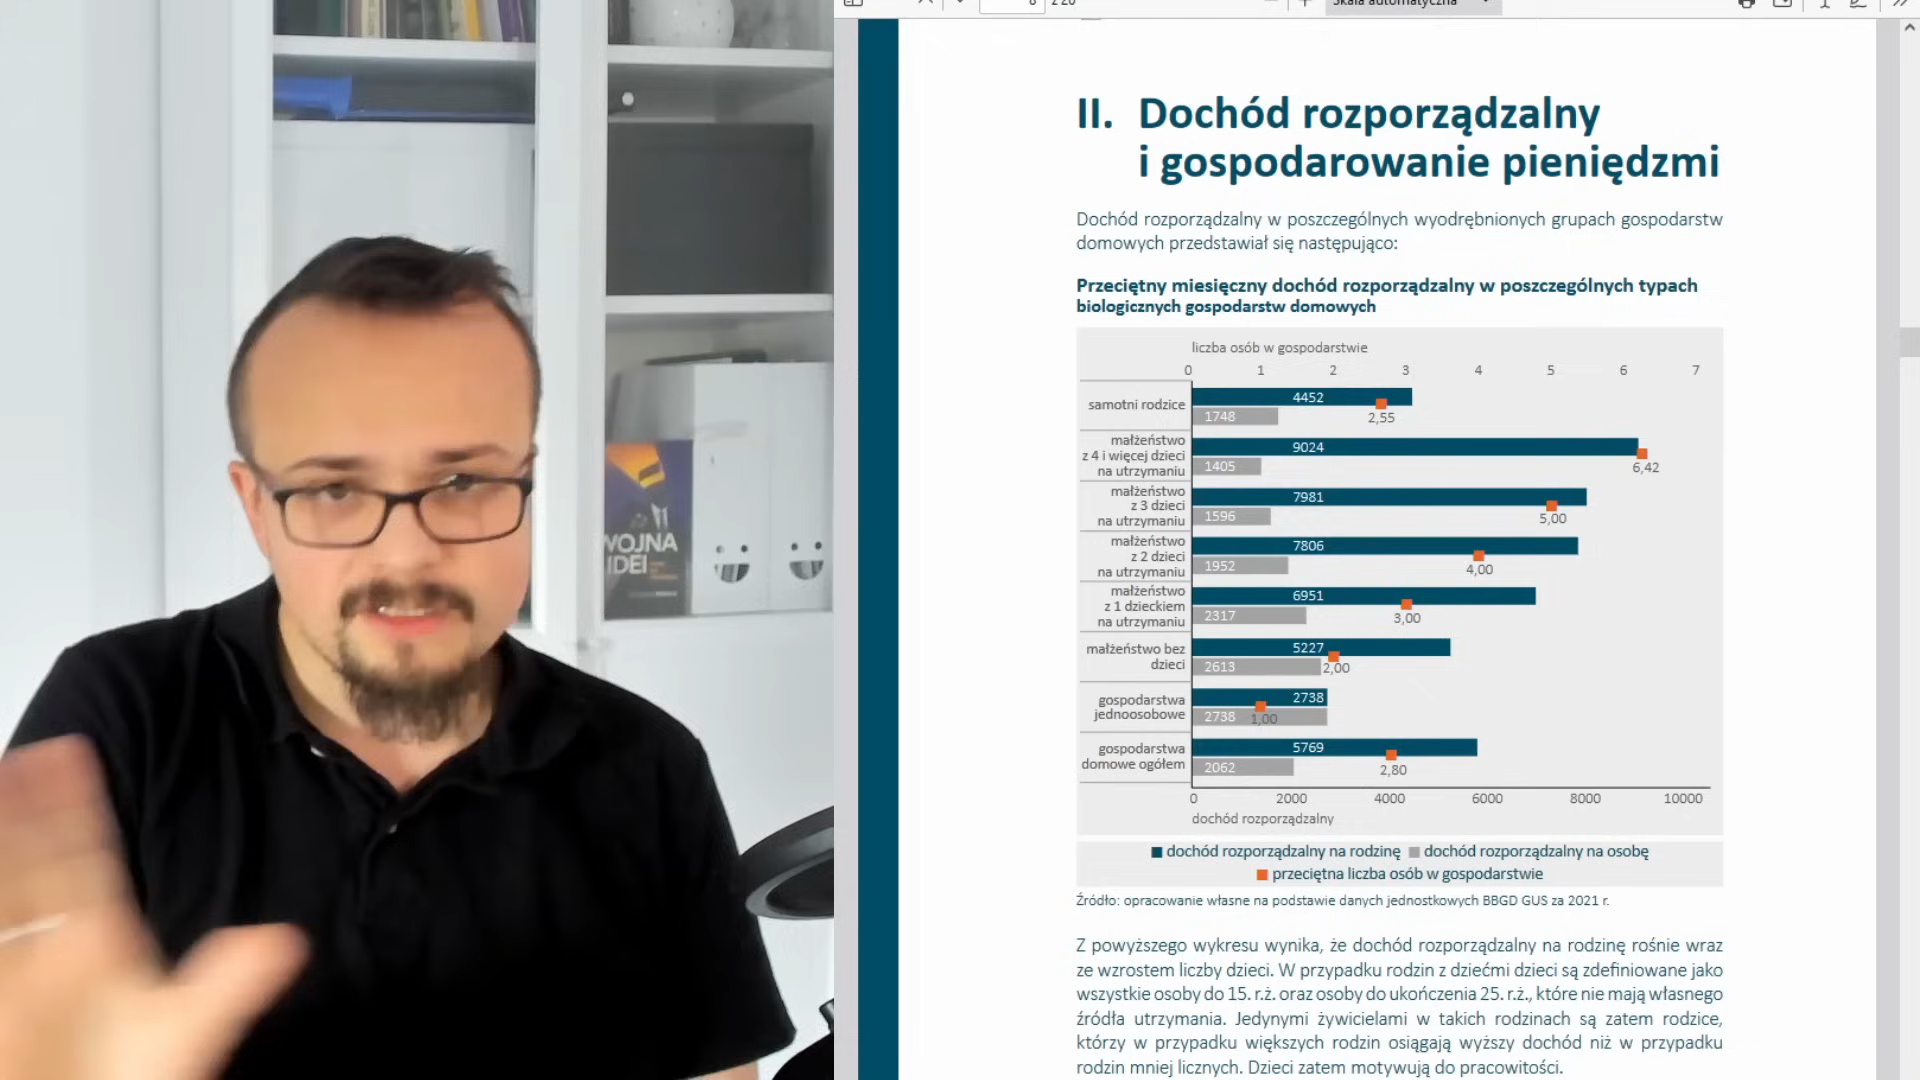 8 z 20
Skala automatyczna
WOJNA
IDEI
II. Dochód rozporządzalny
i gospodarowanie pieniędzmi
Dochód rozporządzalny w poszczególnych wyodrębnionych grupach gospodarstw
domowych przedstawiał się następująco:
Przeciętny miesięczny dochód rozporządzalny w poszczególnych typach
biologicznych gospodarstw domowych
liczba osób w gospodarstwie
0 1 2 3 4 5 6 7
samotni rodzice
4452
1748
2,55
małżeństwo
z 4 i więcej dzieci
na utrzymaniu
9024
1405
6,42
małżeństwo
z 3 dzieci
na utrzymaniu
7981
1596
5,00
małżeństwo
z 2 dzieci
na utrzymaniu
7806
1952
4,00
małżeństwo
z 1 dzieckiem
na utrzymaniu
6951
2317
3,00
małżeństwo bez
dzieci
5227
2613
2,00
gospodarstwa
jednoosobowe
2738
2738
1,00
gospodarstwa
domowe ogółem
5769
2062
2,80
0 2000 4000 6000 8000 10000
dochód rozporządzalny
dochód rozporządzalny na rodzinę dochód rozporządzalny na osobę
przeciętna liczba osób w gospodarstwie
Źródło: opracowanie własne na podstawie danych jednostkowych BBGD GUS za 2021 r.
Z powyższego wykresu wynika, że dochód rozporządzalny na rodzinę rośnie wraz
ze wzrostem liczby dzieci. W przypadku rodzin z dziećmi dzieci są zdefiniowane jako
wszystkie osoby do 15. r.ż. oraz osoby do ukończenia 25. r.ż., które nie mają własnego
źródła utrzymania. Jedynymi żywicielami w takich rodzinach są zatem rodzice,
którzy w przypadku większych rodzin osiągają wyższy dochód niż w przypadku
rodzin mniej licznych. Dzieci zatem motywują do pracowitości.